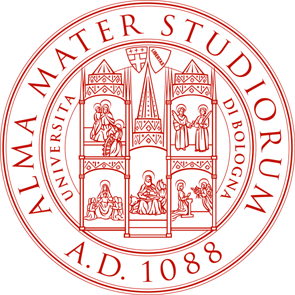 ALMA MATER STUDIORUM
UNIVERSITÀ DI BOLOGNA
A.D. 1088